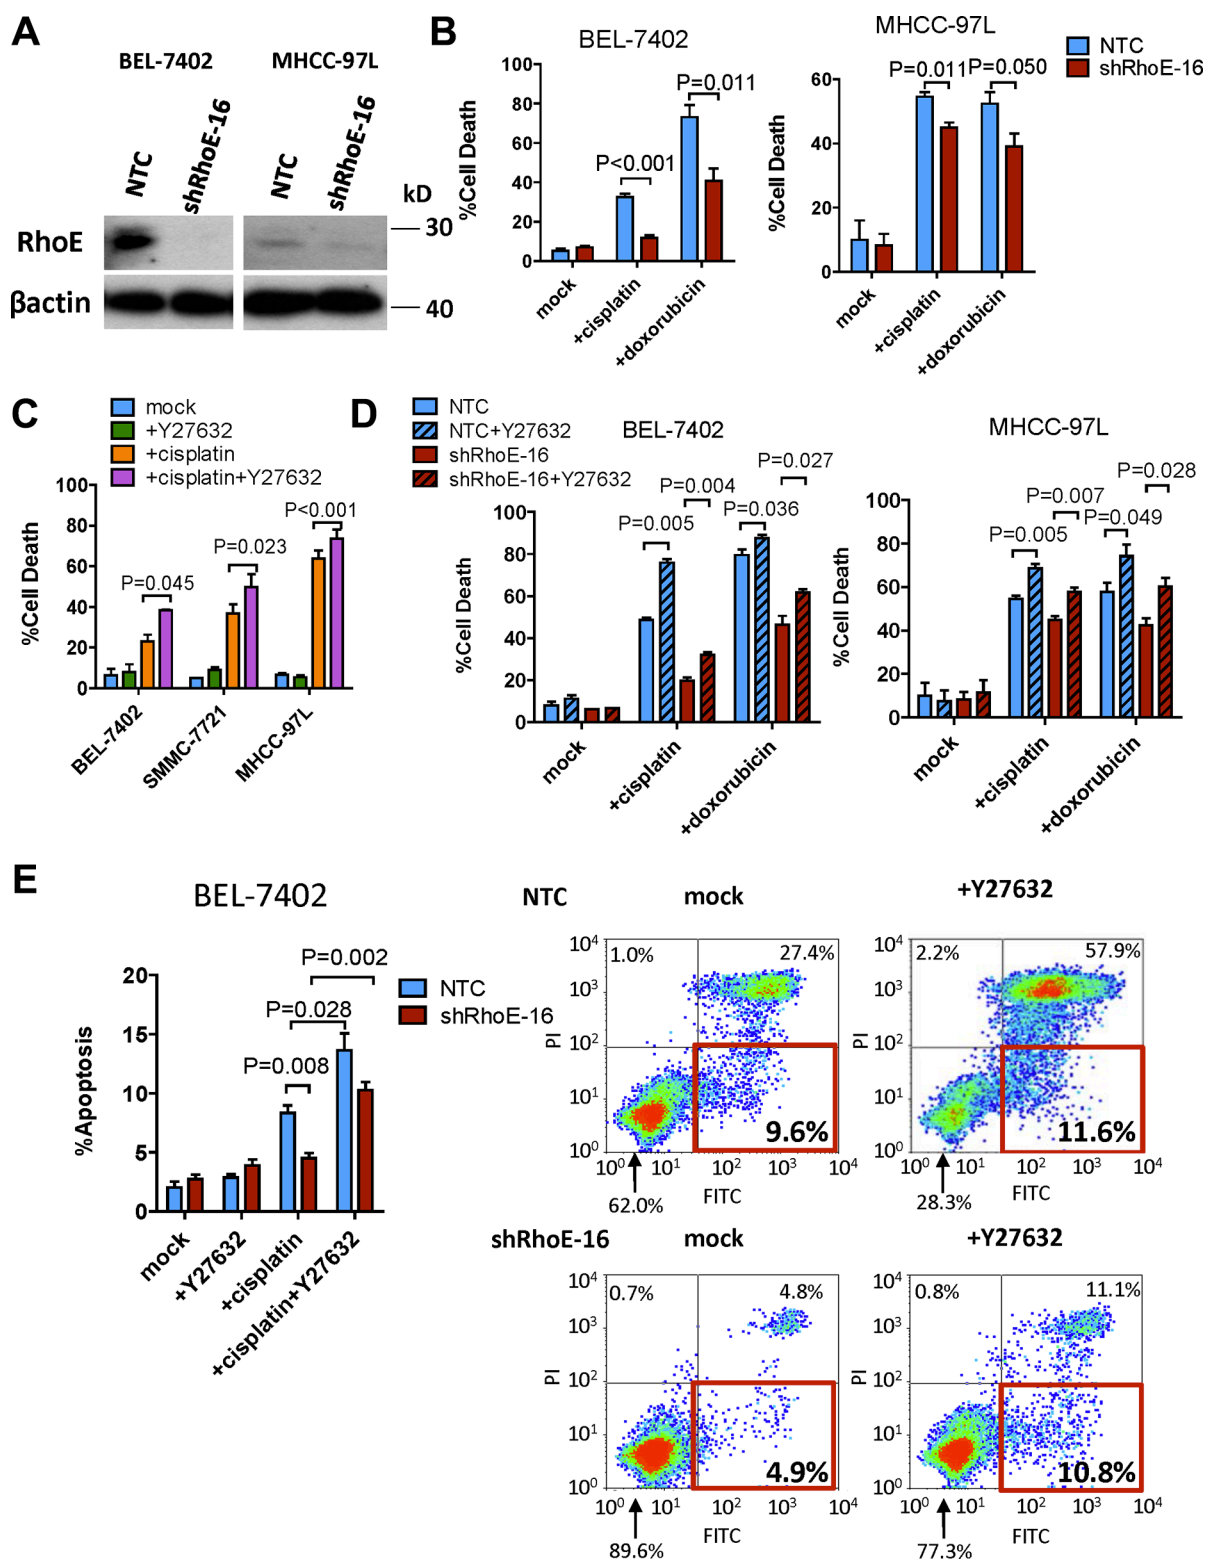 A
BEL-7402
MHCC-97L
NTC
shRhoE-16
NTC
shRhoE-16
kD
RhoE
30
βactin
40
B
BEL-7402
MHCC-97L
NTC
shRhoE-16
%Cell Death
100
80
60
40
20
0
P<0.001
P=0.011
mock
+cisplatin
+doxorubicin
%Cell Death
60
40
20
0
P=0.011
P=0.050
mock
+cisplatin
+doxorubicin
C
mock
+Y27632
+cisplatin
+cisplatin+Y27632
%Cell Death
100
80
60
40
20
0
P=0.045
P=0.023
P<0.001
BEL-7402
SMMC-7721
MHCC-97L
D
NTC
NTC+Y27632
shRhoE-16
shRhoE-16+Y27632
BEL-7402
MHCC-97L
%Cell Death
100
80
60
40
20
0
P=0.005
P=0.004
P=0.036
P=0.027
mock
+cisplatin
+doxorubicin
%Cell Death
100
80
60
40
20
0
P=0.005
P=0.007
P=0.049
P=0.028
mock
+cisplatin
+doxorubicin
E
BEL-7402
NTC
shRhoE-16
%Apoptosis
20
15
10
5
0
P=0.002
P=0.028
P=0.008
mock
+Y27632
+cisplatin
+cisplatin+Y27632
NTC
mock
+Y27632
PI
10⁴
10³
10²
10¹
10⁰
1.0%
27.4%
9.6%
10⁰ 10¹ 10² 10³ 10⁴
FITC
62.0%
PI
10⁴
10³
10²
10¹
10⁰
2.2%
57.9%
11.6%
10⁰ 10¹ 10² 10³ 10⁴
FITC
28.3%
shRhoE-16
mock
+Y27632
PI
10⁴
10³
10²
10¹
10⁰
0.7%
4.8%
4.9%
10⁰ 10¹ 10² 10³ 10⁴
FITC
89.6%
PI
10⁴
10³
10²
10¹
10⁰
0.8%
11.1%
10.8%
10⁰ 10¹ 10² 10³ 10⁴
FITC
77.3%